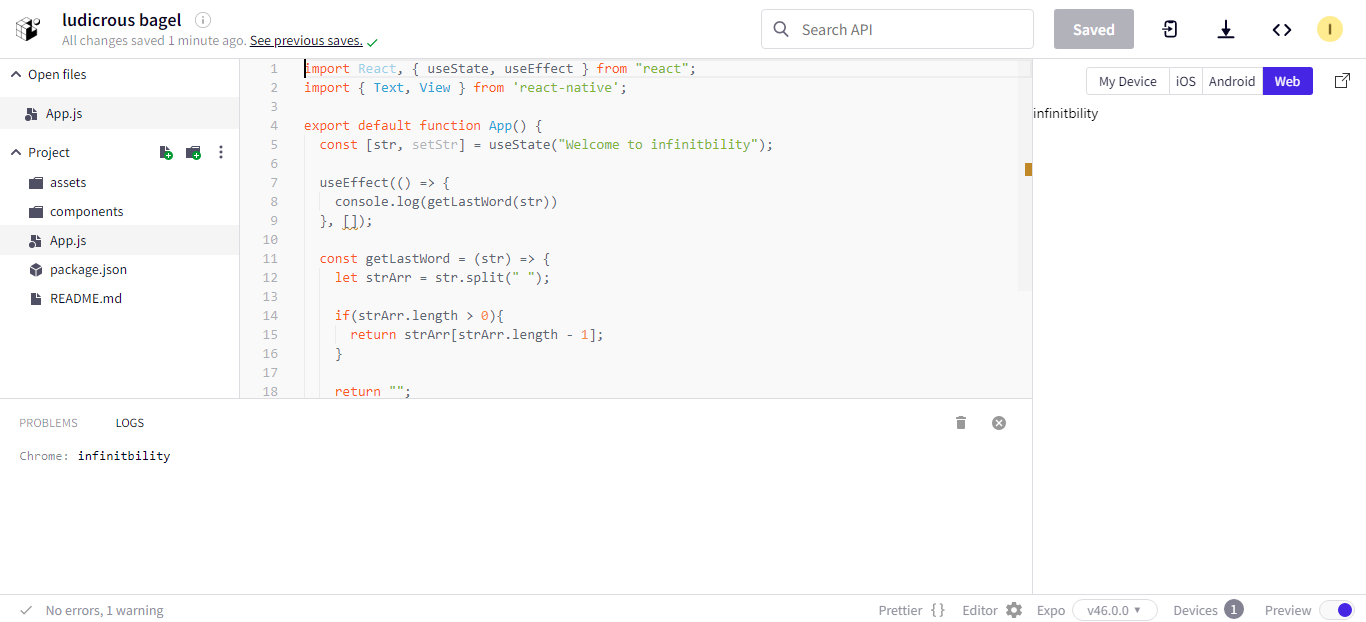 ludicrous bagel
All changes saved 1 minute ago. See previous saves.
Search API
Saved
I
Open files
App.js
Project
assets
components
App.js
package.json
README.md
1 import React, { useState, useEffect } from "react";
2 import { Text, View } from 'react-native';
3
4 export default function App() {
5 const [str, setStr] = useState("Welcome to infinitbility");
6
7 useEffect(() => {
8 console.log(getLastWord(str))
9 }, []);
10
11 const getLastWord = (str) => {
12 let strArr = str.split(" ");
13
14 if(strArr.length > 0){
15 return strArr[strArr.length - 1];
16 }
17
18 return "";
My Device iOS Android Web
infinitbility
PROBLEMS LOGS
Chrome: infinitbility
No errors, 1 warning
Prettier {} Editor Expo v46.0.0 Devices 1 Preview